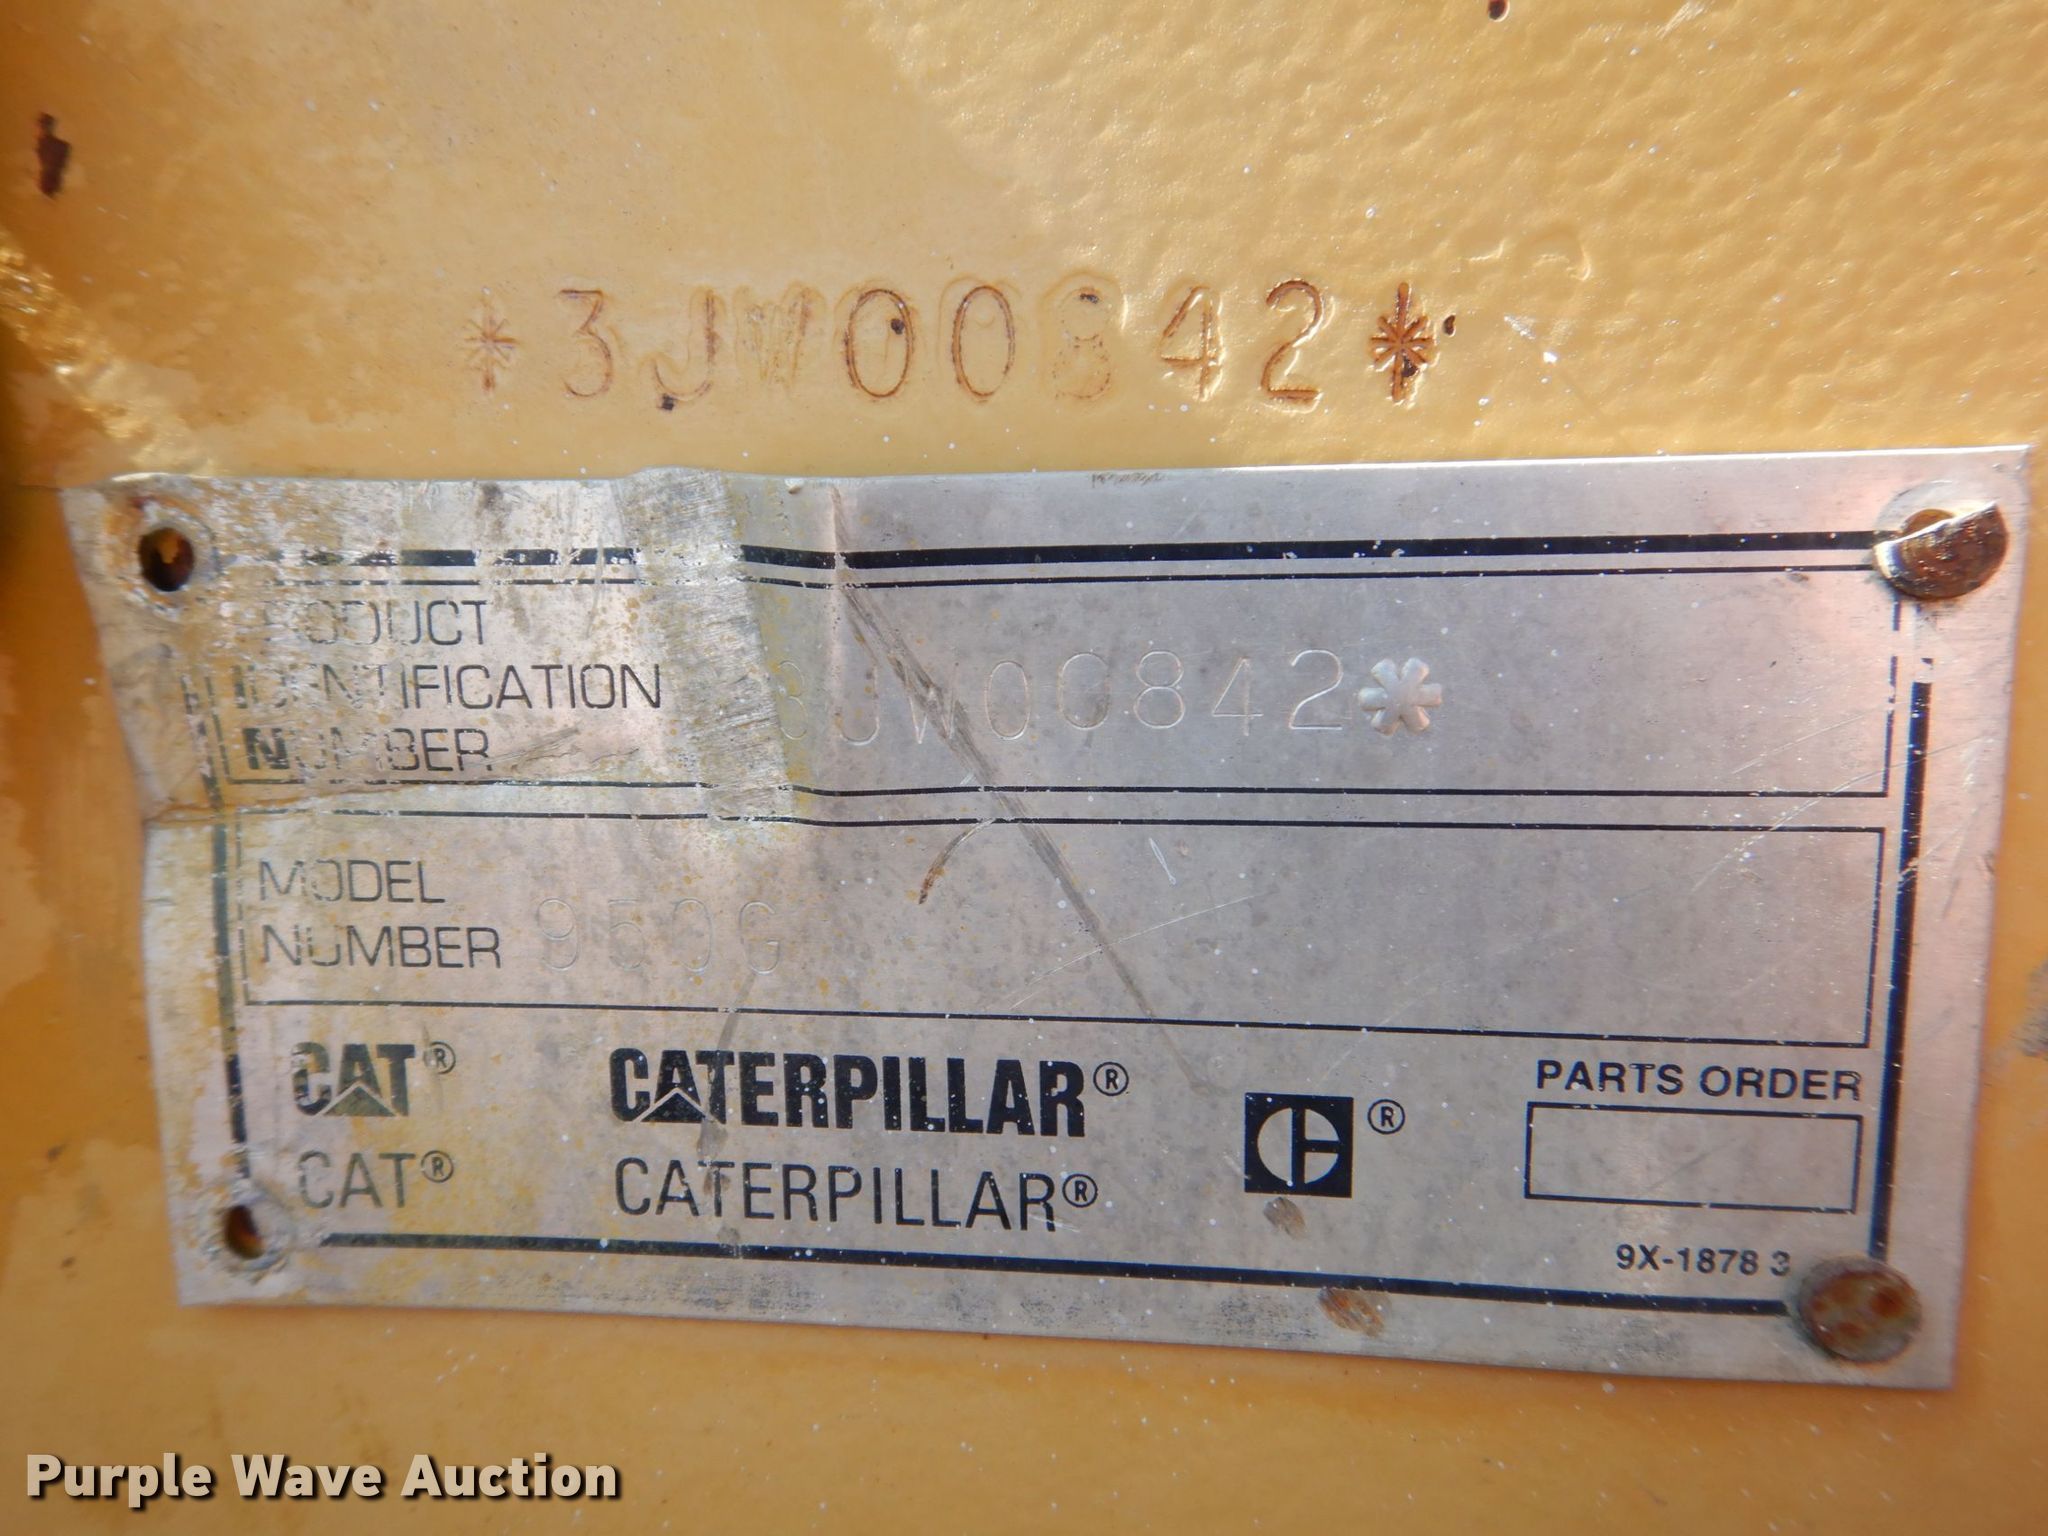 *3JW00842*
PRODUCT
IDENTIFICATION
NUMBER
3JW00842*
MODEL
NUMBER 950G
CAT® CATERPILLAR®
CAT® CATERPILLAR®
®
PARTS ORDER
9X-1878 3
Purple Wave Auction